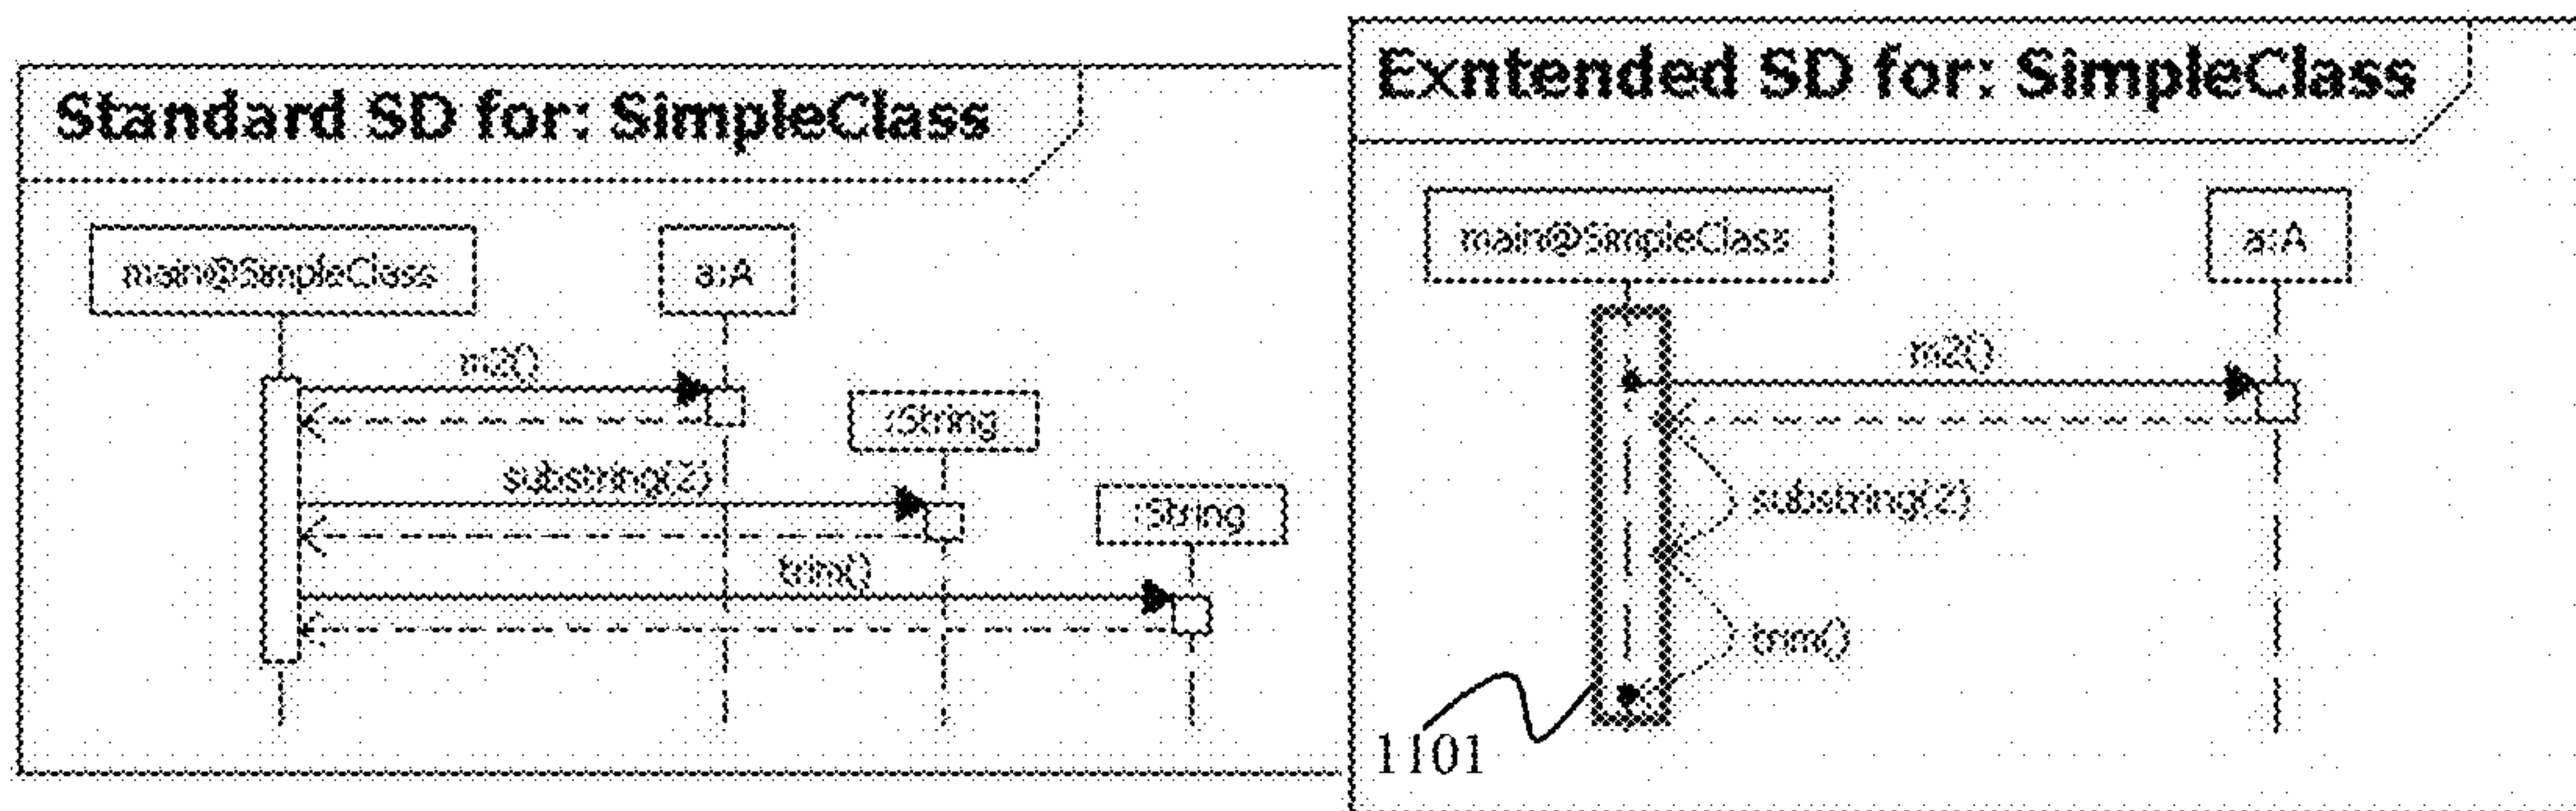 Standard SD for: SimpleClass
main@SimpleClass
a:A
m2()
:String
substring(2)
:String
trim()
Exntended SD for: SimpleClass
main@SimpleClass
a:A
m2()
substring(2)
trim()
1101